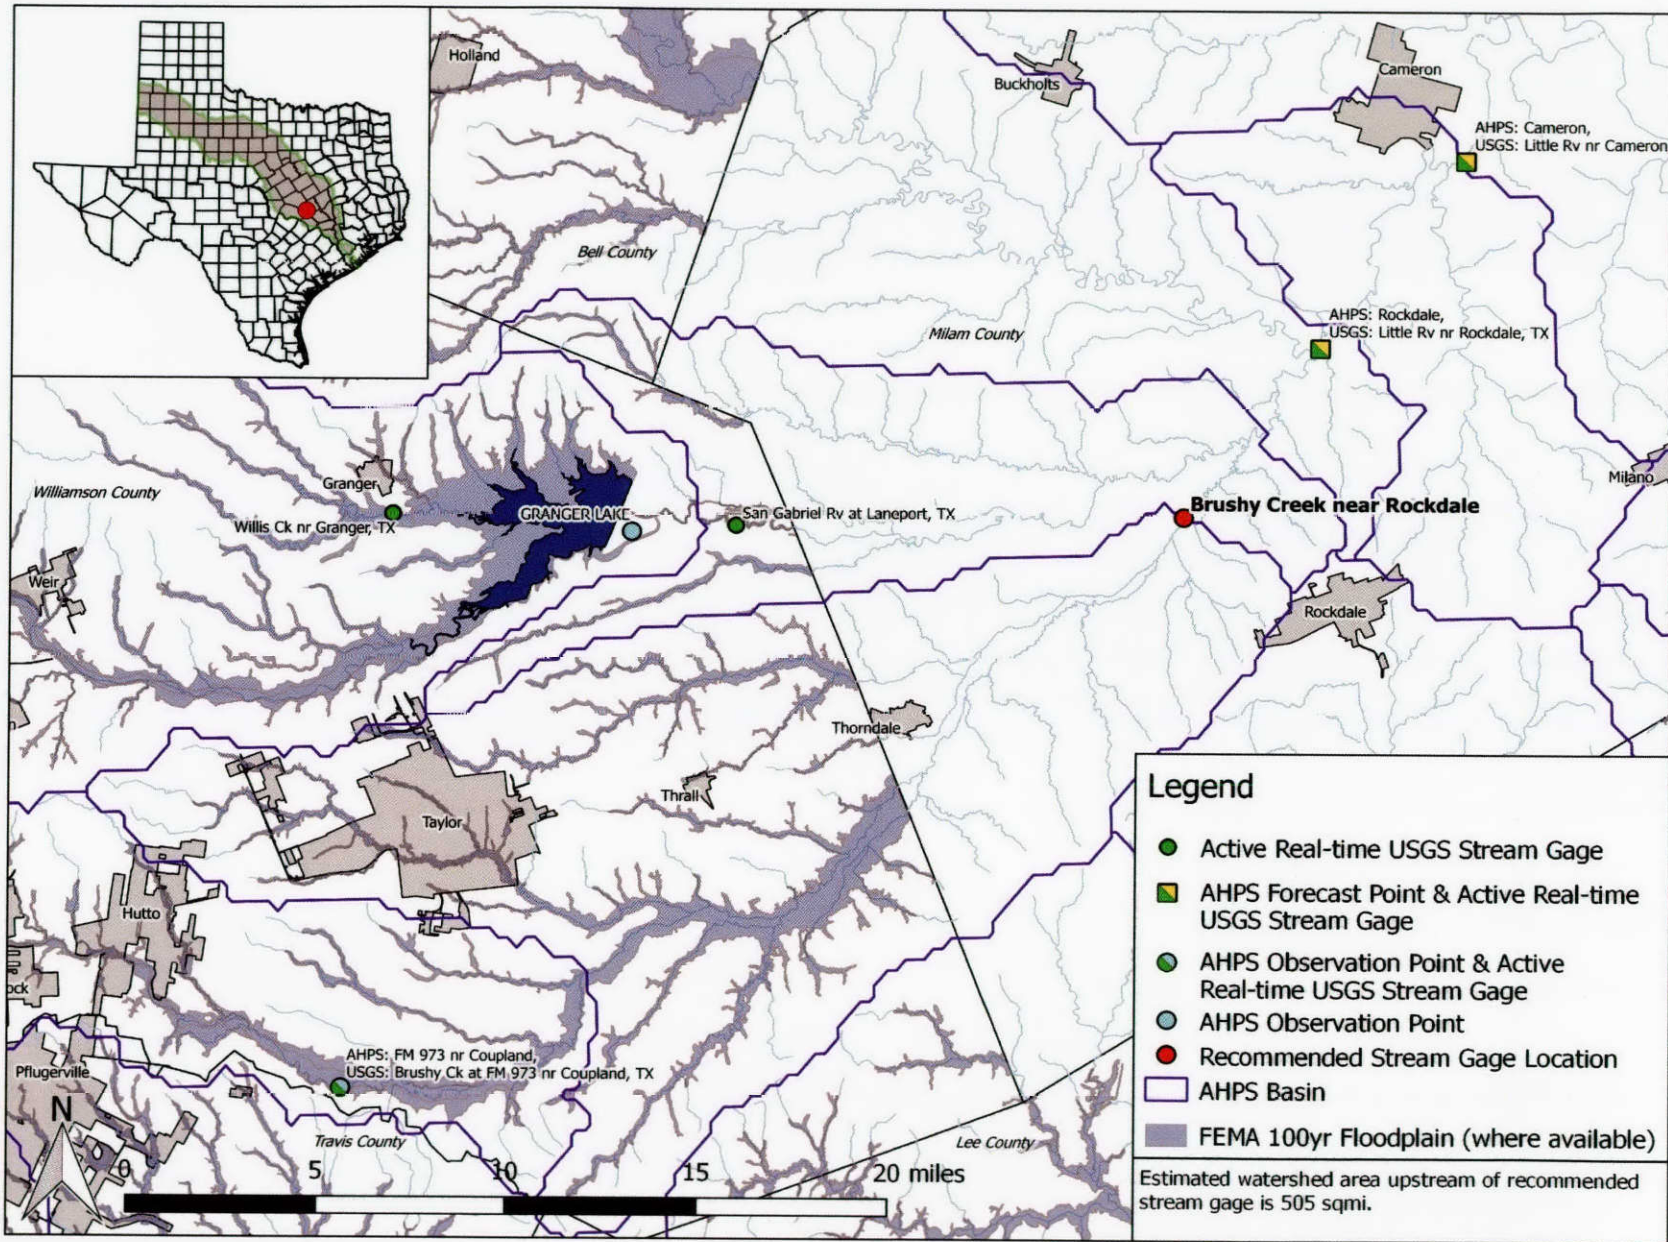 Holland
Buckholts
Cameron
AHPS: Cameron,
USGS: Little Rv nr Cameron
Bell County
Milam County
AHPS: Rockdale,
USGS: Little Rv nr Rockdale, TX
Williamson County
Granger
Willis Ck nr Granger, TX
GRANGER LAKE
San Gabriel Rv at Laneport, TX
Brushy Creek near Rockdale
Milano
Weir
Rockdale
Thorndale
Thrall
Taylor
Hutto
n
ock
Pflugerville
AHPS: FM 973 nr Coupland,
USGS: Brushy Ck at FM 973 nr Coupland, TX
Travis County
Lee County
N
0 5 10 15 20 miles
Legend
Active Real-time USGS Stream Gage
AHPS Forecast Point & Active Real-time
USGS Stream Gage
AHPS Observation Point & Active
Real-time USGS Stream Gage
AHPS Observation Point
Recommended Stream Gage Location
AHPS Basin
FEMA 100yr Floodplain (where available)
Estimated watershed area upstream of recommended
stream gage is 505 sqmi.